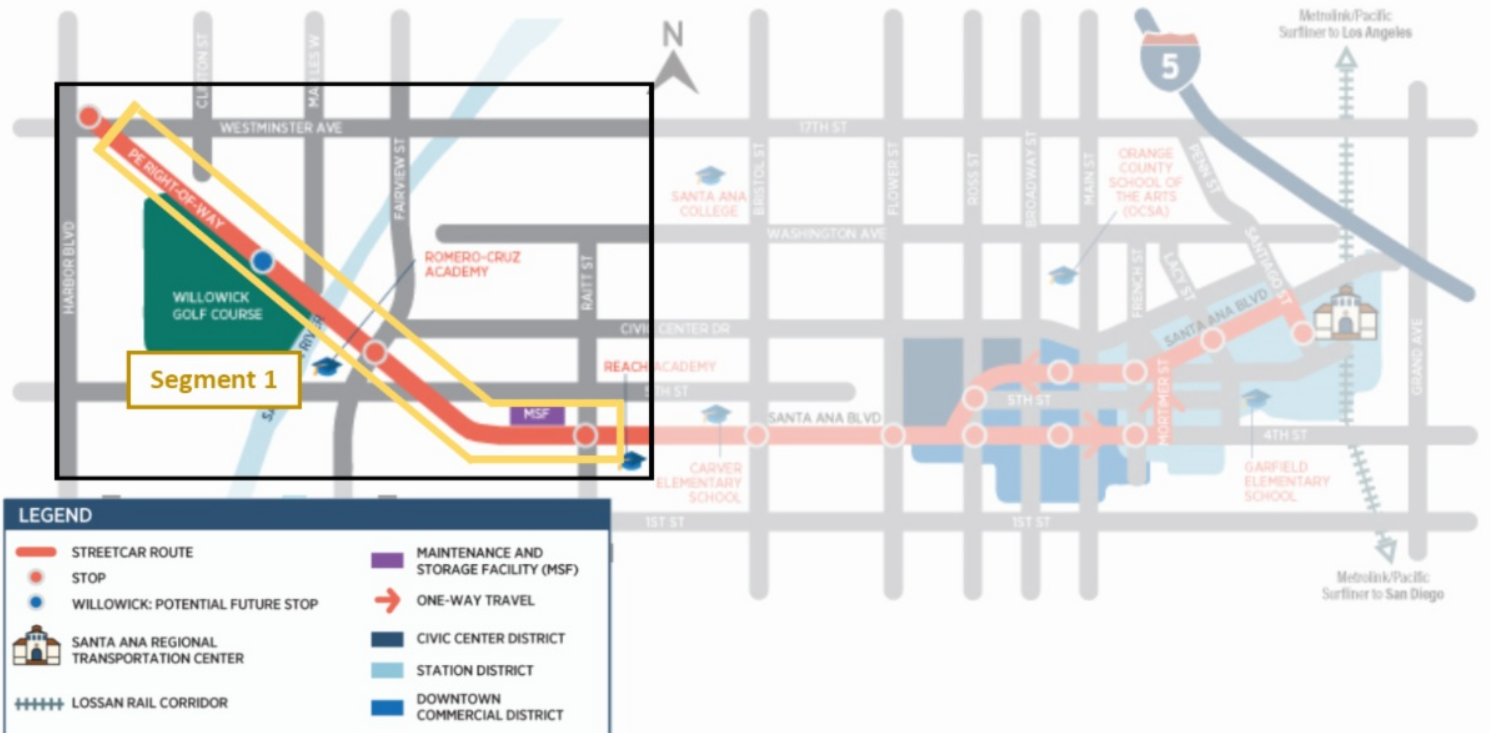 Metrolink/Pacific
Surfliner to Los Angeles
N
5
CLINTON ST
FAIRVIEW ST
WESTMINSTER AVE
17TH ST
PE RIGHT-OF-WAY
HARBOR BLVD
SANTA ANA
COLLEGE
BRISTOL ST
FLOWER ST
ROSS ST
BROADWAY ST
MAIN ST
ORANGE
COUNTY
SCHOOL OF
THE ARTS
(OCSA)
PENN ST
WASHINGTON AVE
ROMERO-CRUZ
ACADEMY
RAITT ST
FRENCH ST
LACY ST
SANTIAGO ST
WILLOWICK
GOLF COURSE
RIVER
CIVIC CENTER DR
SANTA ANA BLVD
GRAND AVE
Segment 1
REACH ACADEMY
5TH ST
5TH ST
MORTIMER ST
MSF
SANTA ANA BLVD
4TH ST
CARVER
ELEMENTARY
SCHOOL
GARFIELD
ELEMENTARY
SCHOOL
1ST ST
1ST ST
Metrolink/Pacific
Surfliner to San Diego
LEGEND
STREETCAR ROUTE
STOP
WILLOWICK: POTENTIAL FUTURE STOP
SANTA ANA REGIONAL
TRANSPORTATION CENTER
LOSSAN RAIL CORRIDOR
MAINTENANCE AND
STORAGE FACILITY (MSF)
ONE-WAY TRAVEL
CIVIC CENTER DISTRICT
STATION DISTRICT
DOWNTOWN
COMMERCIAL DISTRICT